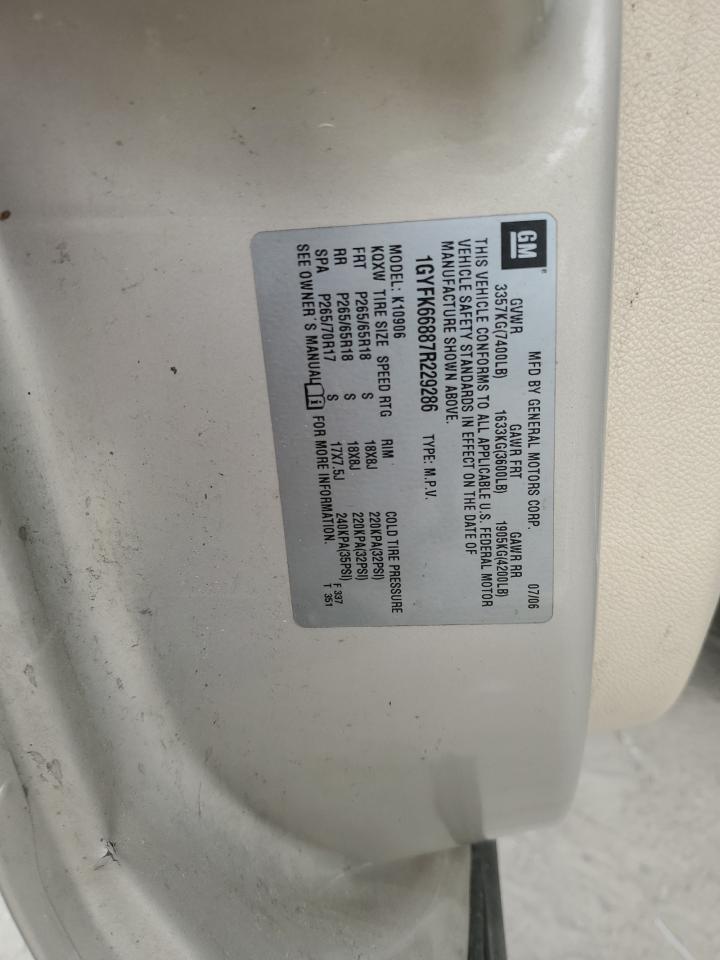 GM
MFD BY GENERAL MOTORS CORP. 07/06
GVWR GAWR FRT GAWR RR
3357KG(7400LB) 1633KG(3600LB) 1905KG(4200LB)
THIS VEHICLE CONFORMS TO ALL APPLICABLE U.S. FEDERAL MOTOR
VEHICLE SAFETY STANDARDS IN EFFECT ON THE DATE OF
MANUFACTURE SHOWN ABOVE.
1GYFK66887R229286 TYPE: M.P.V.
MODEL: K10906
KQXW TIRE SIZE SPEED RTG RIM COLD TIRE PRESSURE
FRT P265/65R18 S 18X8J 220KPA(32PSI)
RR P265/65R18 S 18X8J 220KPA(32PSI)
SPA P265/70R17 S 17X7.5J 240KPA(35PSI)
SEE OWNER'S MANUAL FOR MORE INFORMATION.
F 337
T 351